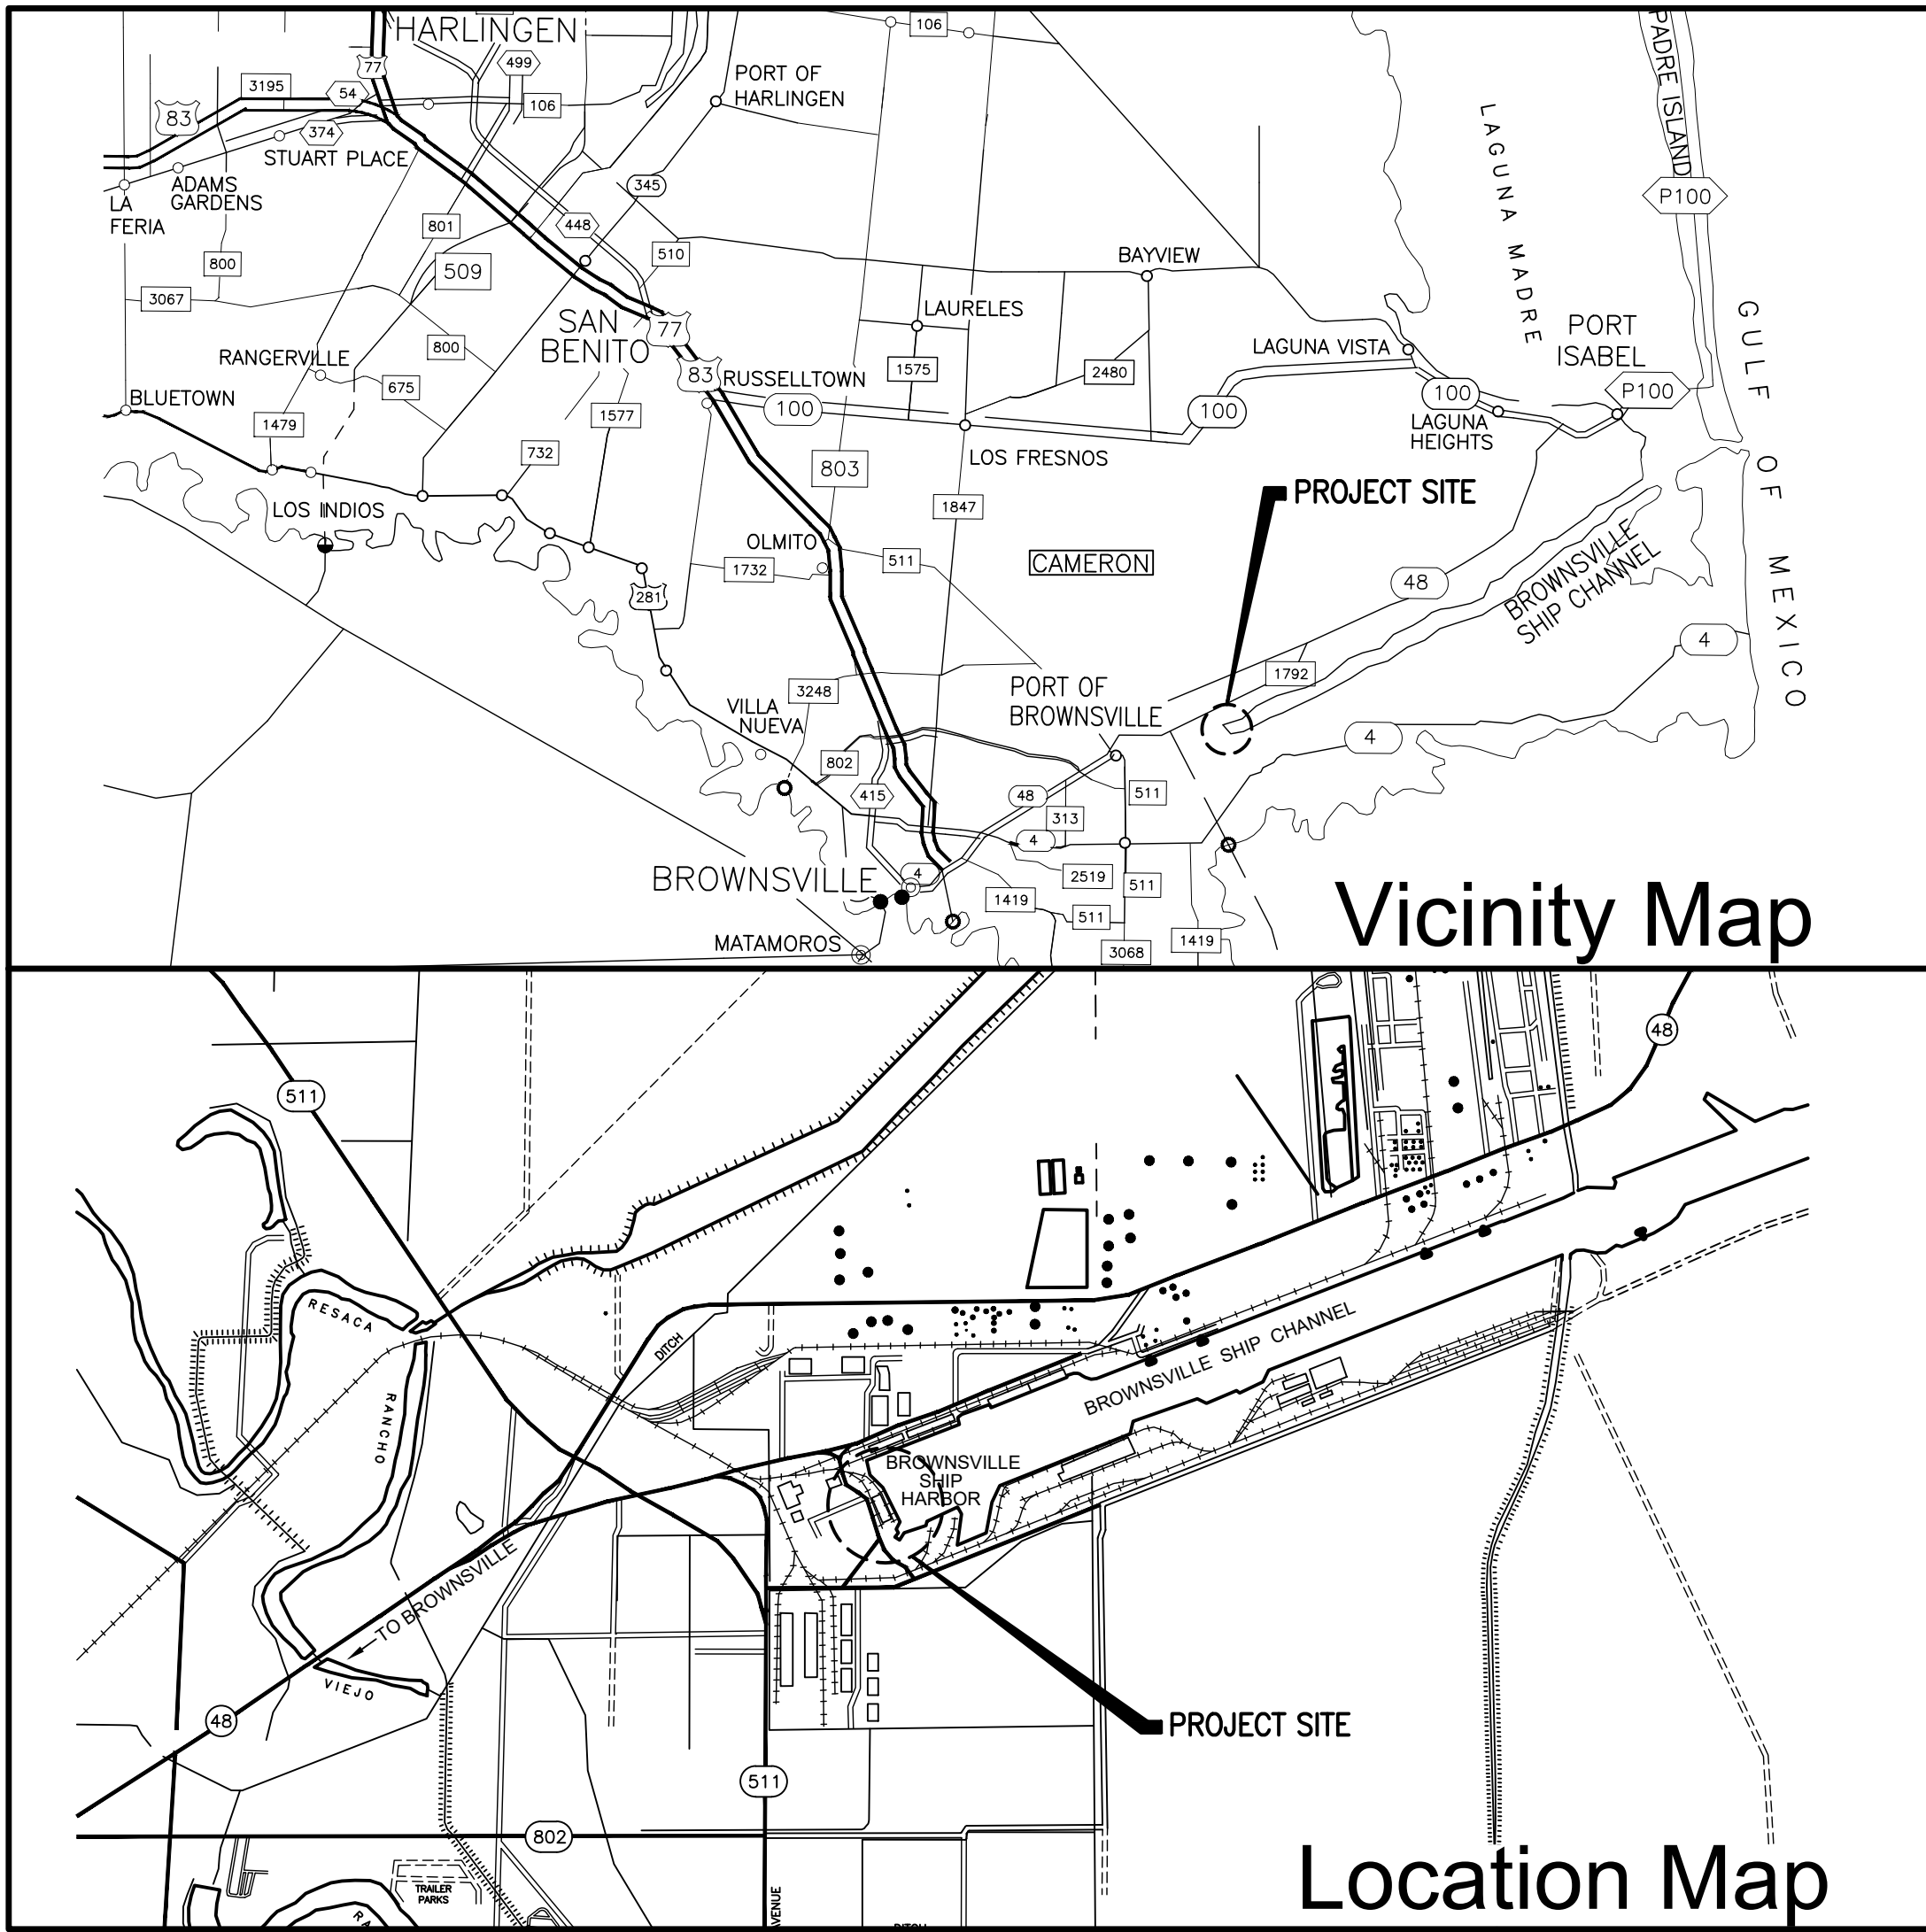 HARLINGEN
77
499
106
PORT OF
HARLINGEN
3195
54
106
83
374
STUART PLACE
ADAMS
GARDENS
LA
FERIA
345
801
448
510
800
509
3067
BAYVIEW
LAURELES
SAN
BENITO
77
83
RANGERVILLE
800
675
BLUETOWN
1479
1577
732
RUSSELLTOWN
100
1575
2480
100
LAGUNA VISTA
PORT
ISABEL
100
P100
LAGUNA
HEIGHTS
PADRE ISLAND
P100
LAGUNA MADRE
GULF OF MEXICO
LOS FRESNOS
803
1847
LOS INDIOS
OLMITO
1732
511
281
CAMERON
PROJECT SITE
48
BROWNSVILLE
SHIP CHANNEL
4
1792
4
3248
VILLA
NUEVA
PORT OF
BROWNSVILLE
802
415
48
313
511
4
2519
511
BROWNSVILLE
4
1419
511
3068
1419
MATAMOROS
Vicinity Map
511
48
RESACA
DITCH
RANCHO
BROWNSVILLE SHIP CHANNEL
BROWNSVILLE
SHIP
HARBOR
TO BROWNSVILLE
VIEJO
48
PROJECT SITE
511
802
TRAILER
PARKS
AVENUE
DITCH
Location Map